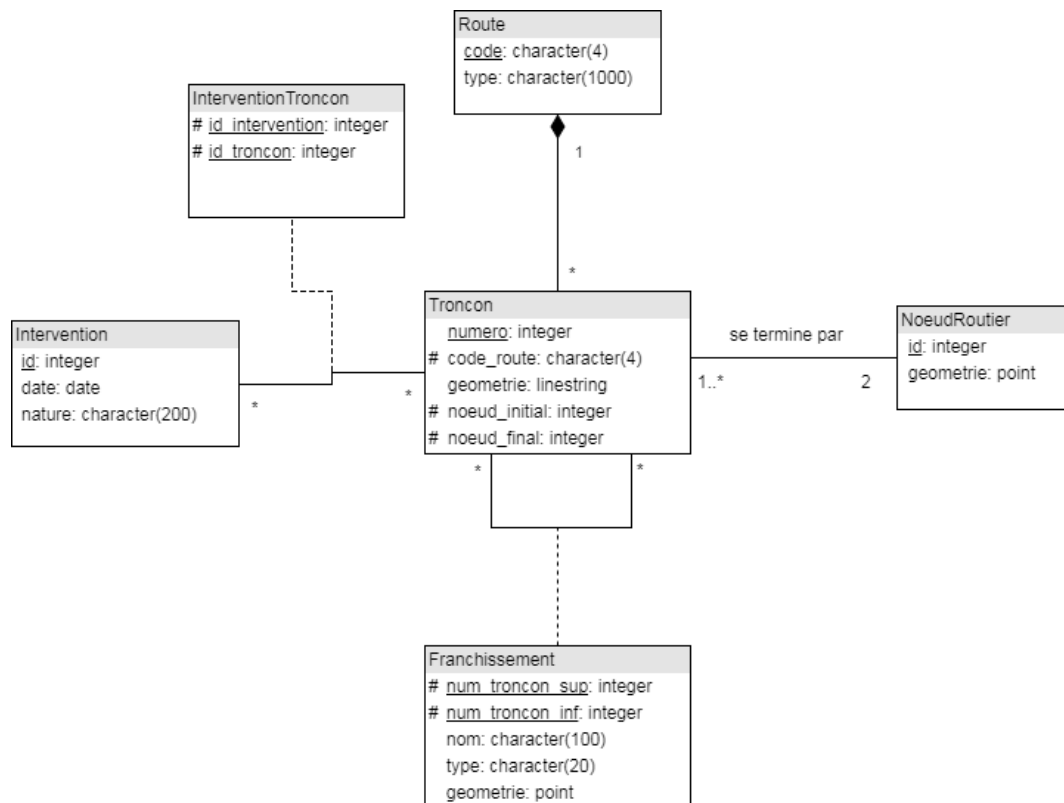 Route
code: character(4)
type: character(1000)
1
*
InterventionTroncon
# id_intervention: integer
# id_troncon: integer
Intervention
id: integer
date: date
nature: character(200)
*
*
Troncon
numero: integer
# code_route: character(4)
geometrie: linestring
# noeud_initial: integer
# noeud_final: integer
se termine par
1..*
2
NoeudRoutier
id: integer
geometrie: point
*
*
Franchissement
# num_troncon_sup: integer
# num_troncon_inf: integer
nom: character(100)
type: character(20)
geometrie: point